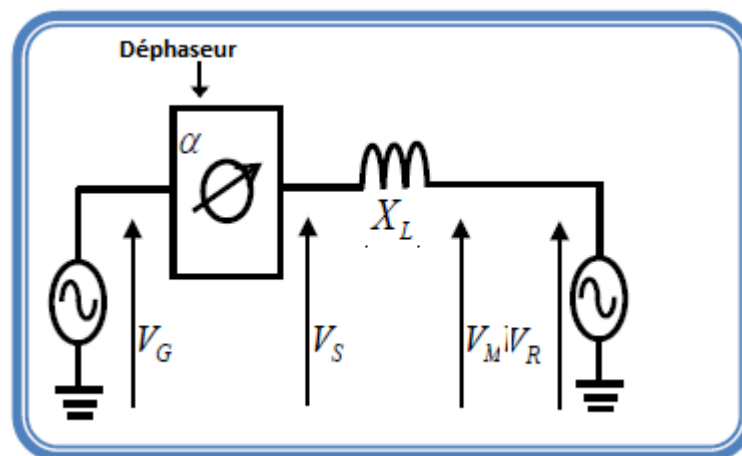 Déphaseur
α
X_L
V_G
V_S
V_M V_R